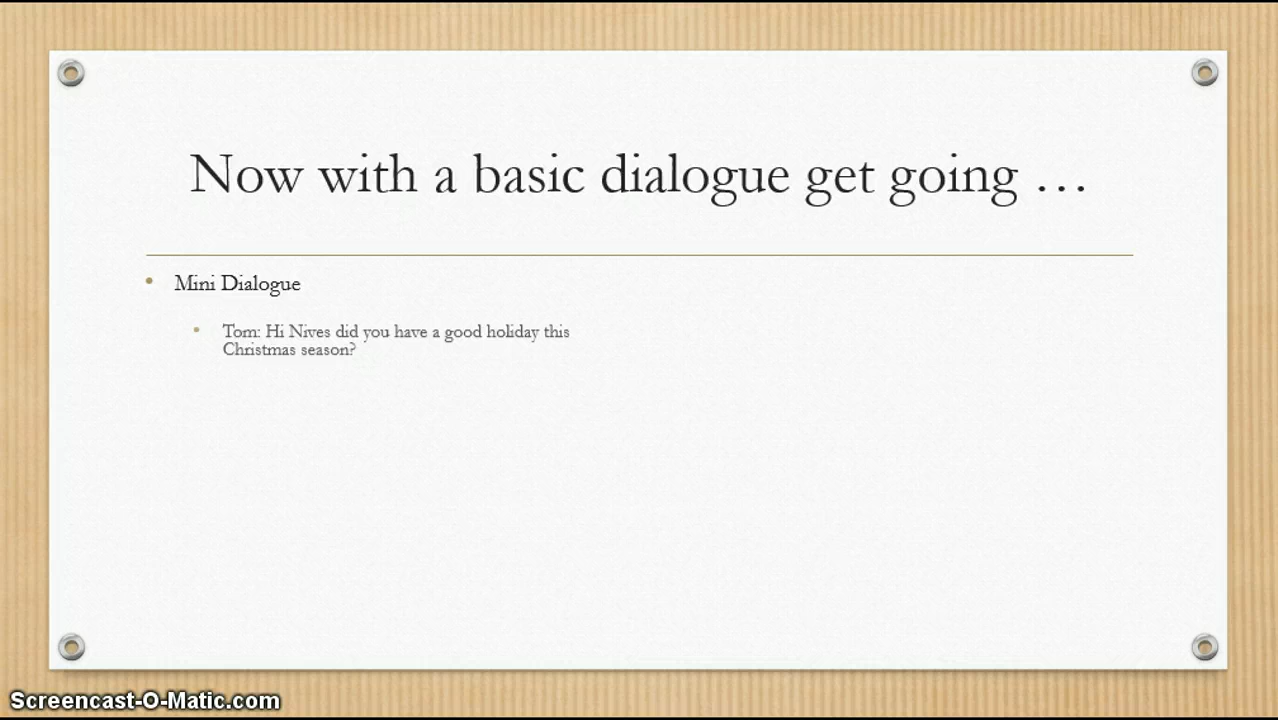 Now with a basic dialogue get going …
Mini Dialogue
Tom: Hi Nives did you have a good holiday this
Christmas season?
Screencast-O-Matic.com